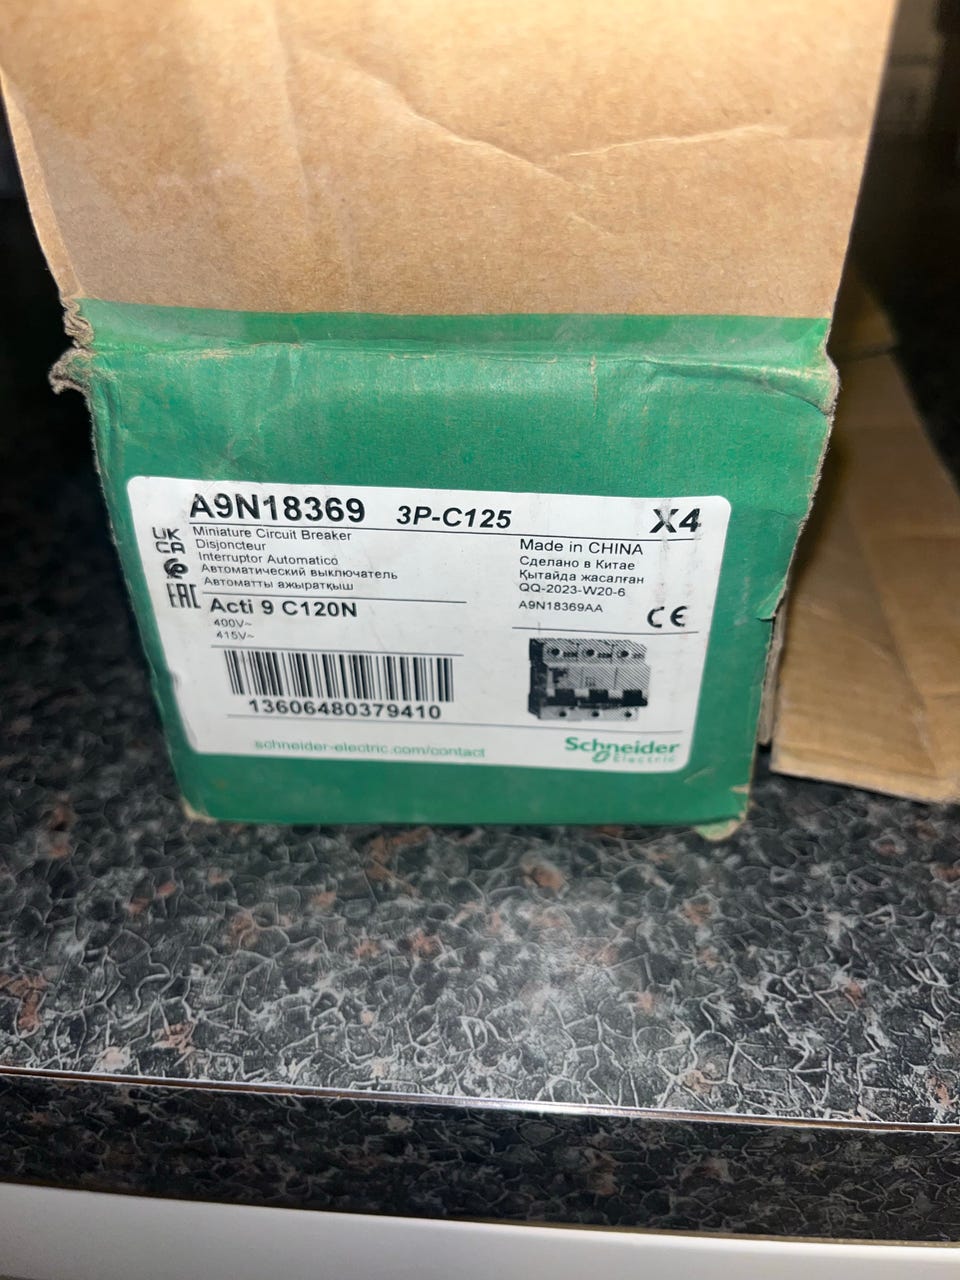 A9N18369 3P-C125 X4
UK
CA
EAC
Miniature Circuit Breaker
Disjoncteur
Interruptor Automatico
Автоматический выключатель
Автоматты ажыратқыш
Made in CHINA
Сделано в Китае
Қытайда жасалған
QQ-2023-W20-6
A9N18369AA
CE
Acti 9 C120N
400V~
415V~
13606480379410
schneider-electric.com/contact
Schneider
Electric